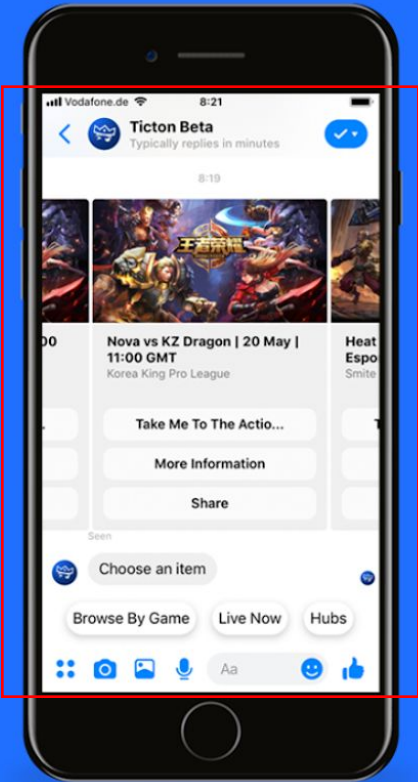 Vodafone.de 8:21
Ticton Beta
Typically replies in minutes
8:19
王者荣耀
00
Nova vs KZ Dragon | 20 May |
11:00 GMT
Korea King Pro League
Heat
Espo
Smite
Take Me To The Actio...
More Information
Share
Seen
Choose an item
Browse By Game Live Now Hubs
Aa